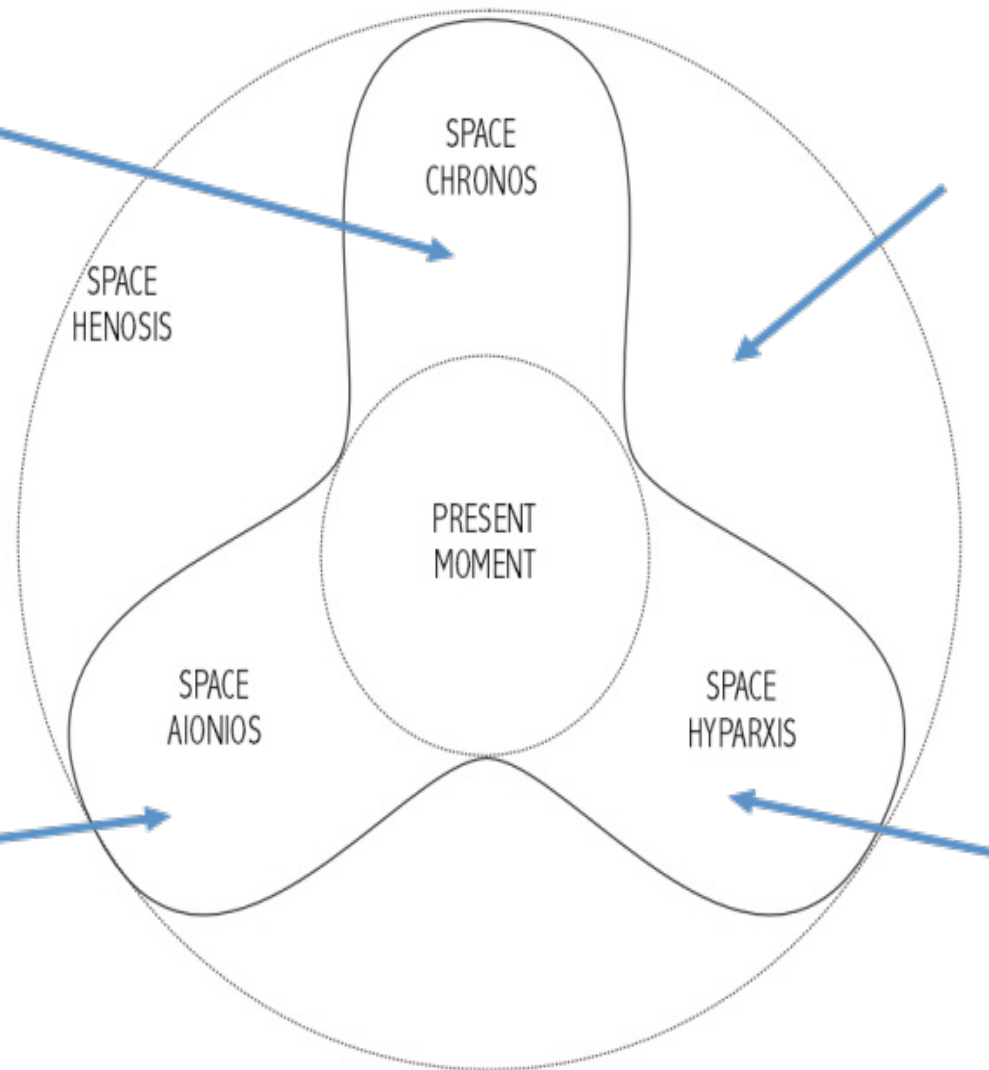 SPACE
CHRONOS
SPACE
HENOSIS
PRESENT
MOMENT
SPACE
AIONIOS
SPACE
HYPARXIS